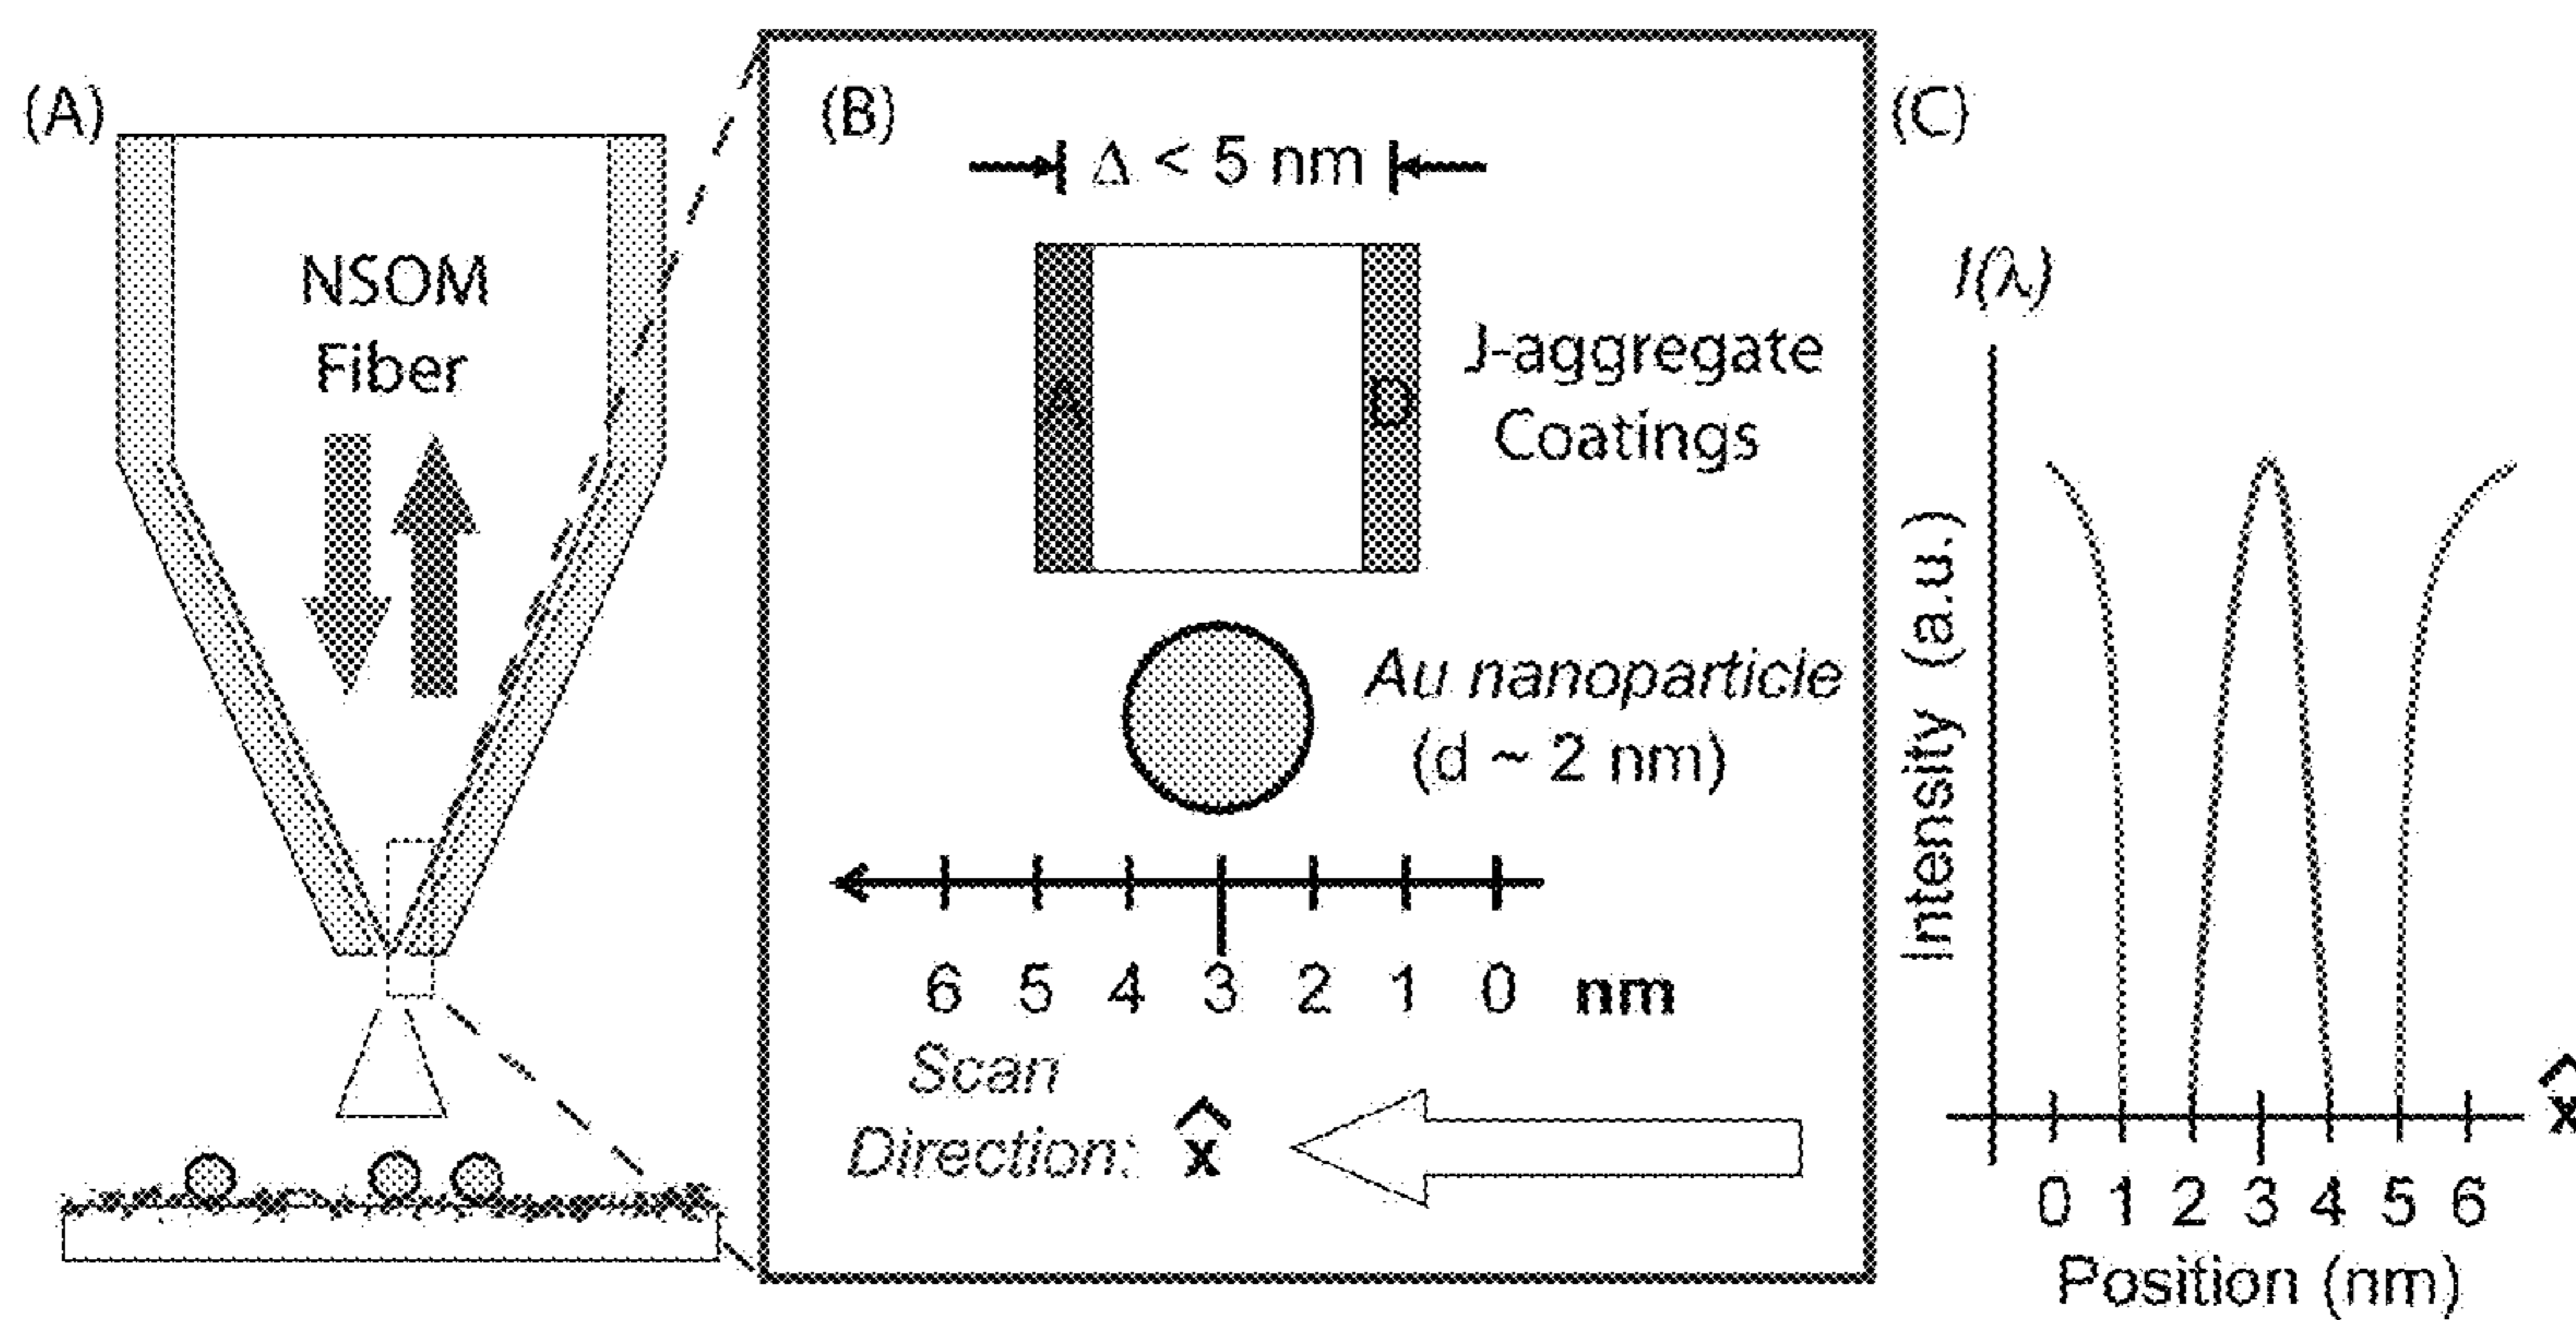 (A)
NSOM
Fiber
(B)
Δ < 5 nm
A
D
J-aggregate
Coatings
Au nanoparticle
(d ~ 2 nm)
6 5 4 3 2 1 0 nm
Scan
Direction: x̂
(C)
I(λ)
Intensity (a.u.)
x̂
0 1 2 3 4 5 6
Position (nm)